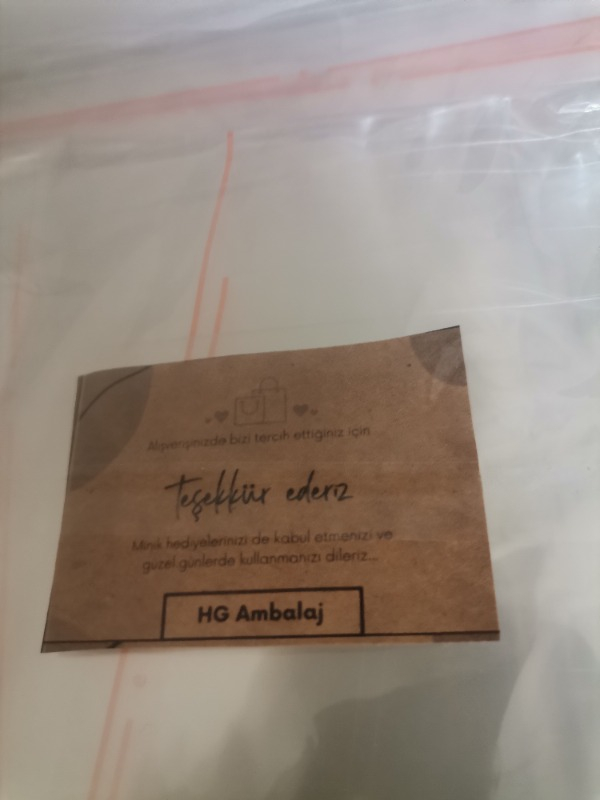 Alışverişinizde bizi tercih ettiğiniz için
Teşekkür ederiz
Minik hediyelerinizi de kabul etmenizi ve
güzel günlerde kullanmanızı dileriz...
HG Ambalaj